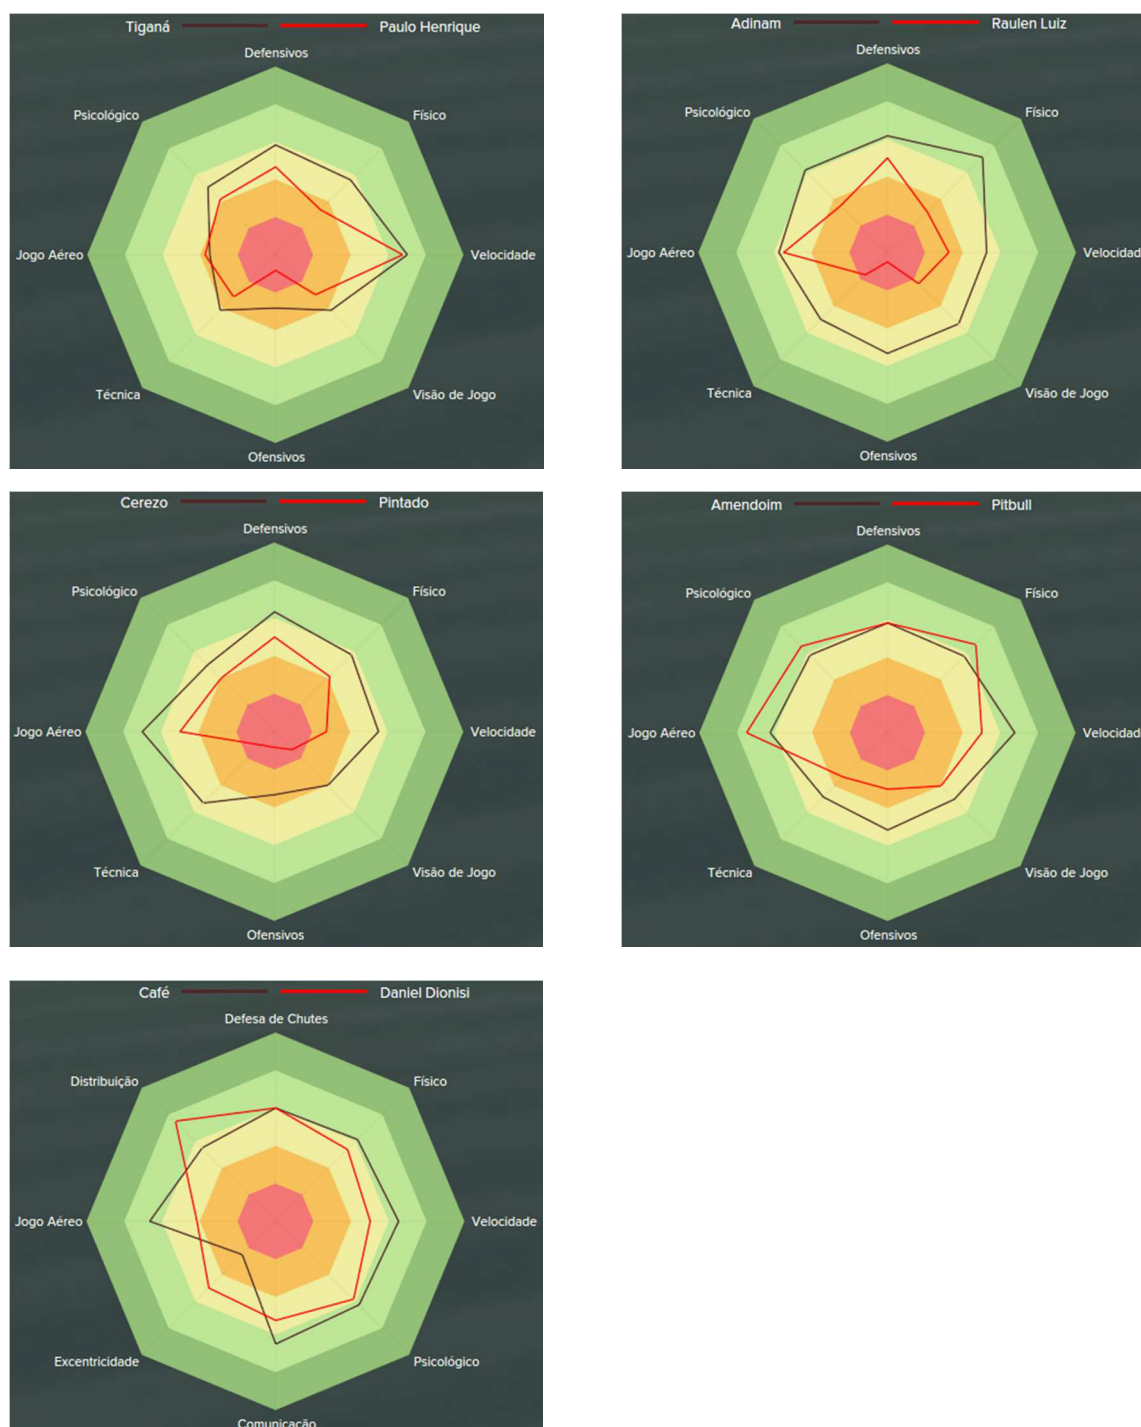 Tiganá Paulo Henrique
Defensivos
Psicológico Físico
Jogo Aéreo Velocidade
Técnica Visão de Jogo
Ofensivos
Adinam Raulen Luiz
Defensivos
Psicológico Físico
Jogo Aéreo Velocidad
Técnica Visão de Jogo
Ofensivos
Cerezo Pintado
Defensivos
Psicológico Físico
Jogo Aéreo Velocidade
Técnica Visão de Jogo
Ofensivos
Amendoim Pitbull
Defensivos
Psicológico Físico
Jogo Aéreo Velocidad
Técnica Visão de Jogo
Ofensivos
Café Daniel Dionisi
Defesa de Chutes
Distribuição Físico
Jogo Aéreo Velocidade
Excentricidade Psicológico
Comunicação